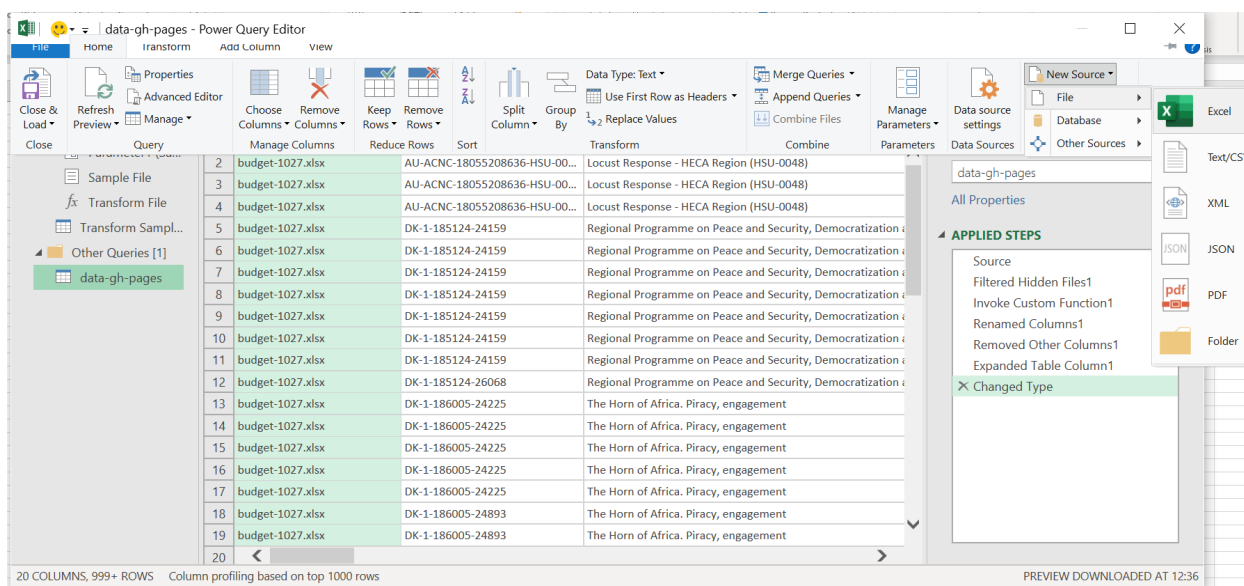 data-gh-pages - Power Query Editor
File Home Transform Add Column View
Close & Load
Refresh Preview
Properties
Advanced Editor
Manage
Choose Columns
Remove Columns
Keep Rows
Remove Rows
Split Column
Group By
Data Type: Text
Use First Row as Headers
Replace Values
Merge Queries
Append Queries
Combine Files
Manage Parameters
Data source settings
New Source
File
Database
Other Sources
Close Query Manage Columns Reduce Rows Sort Transform Combine Parameters Data Sources
Excel
XML
JSON
PDF
Folder
Sample File
fx Transform File
Transform Sampl...
Other Queries [1]
data-gh-pages
2 budget-1027.xlsx AU-ACNC-18055208636-HSU-00... Locust Response - HECA Region (HSU-0048)
3 budget-1027.xlsx AU-ACNC-18055208636-HSU-00... Locust Response - HECA Region (HSU-0048)
4 budget-1027.xlsx AU-ACNC-18055208636-HSU-00... Locust Response - HECA Region (HSU-0048)
5 budget-1027.xlsx DK-1-185124-24159 Regional Programme on Peace and Security, Democratization
6 budget-1027.xlsx DK-1-185124-24159 Regional Programme on Peace and Security, Democratization
7 budget-1027.xlsx DK-1-185124-24159 Regional Programme on Peace and Security, Democratization
8 budget-1027.xlsx DK-1-185124-24159 Regional Programme on Peace and Security, Democratization
9 budget-1027.xlsx DK-1-185124-24159 Regional Programme on Peace and Security, Democratization
10 budget-1027.xlsx DK-1-185124-24159 Regional Programme on Peace and Security, Democratization
11 budget-1027.xlsx DK-1-185124-24159 Regional Programme on Peace and Security, Democratization
12 budget-1027.xlsx DK-1-185124-26068 Regional Programme on Peace and Security, Democratization
13 budget-1027.xlsx DK-1-186005-24225 The Horn of Africa. Piracy, engagement
14 budget-1027.xlsx DK-1-186005-24225 The Horn of Africa. Piracy, engagement
15 budget-1027.xlsx DK-1-186005-24225 The Horn of Africa. Piracy, engagement
16 budget-1027.xlsx DK-1-186005-24225 The Horn of Africa. Piracy, engagement
17 budget-1027.xlsx DK-1-186005-24225 The Horn of Africa. Piracy, engagement
18 budget-1027.xlsx DK-1-186005-24893 The Horn of Africa. Piracy, engagement
19 budget-1027.xlsx DK-1-186005-24893 The Horn of Africa. Piracy, engagement
20
data-gh-pages
All Properties
APPLIED STEPS
Source
Filtered Hidden Files1
Invoke Custom Function1
Renamed Columns1
Removed Other Columns1
Expanded Table Column1
Changed Type
20 COLUMNS, 999+ ROWS Column profiling based on top 1000 rows
PREVIEW DOWNLOADED AT 12:36